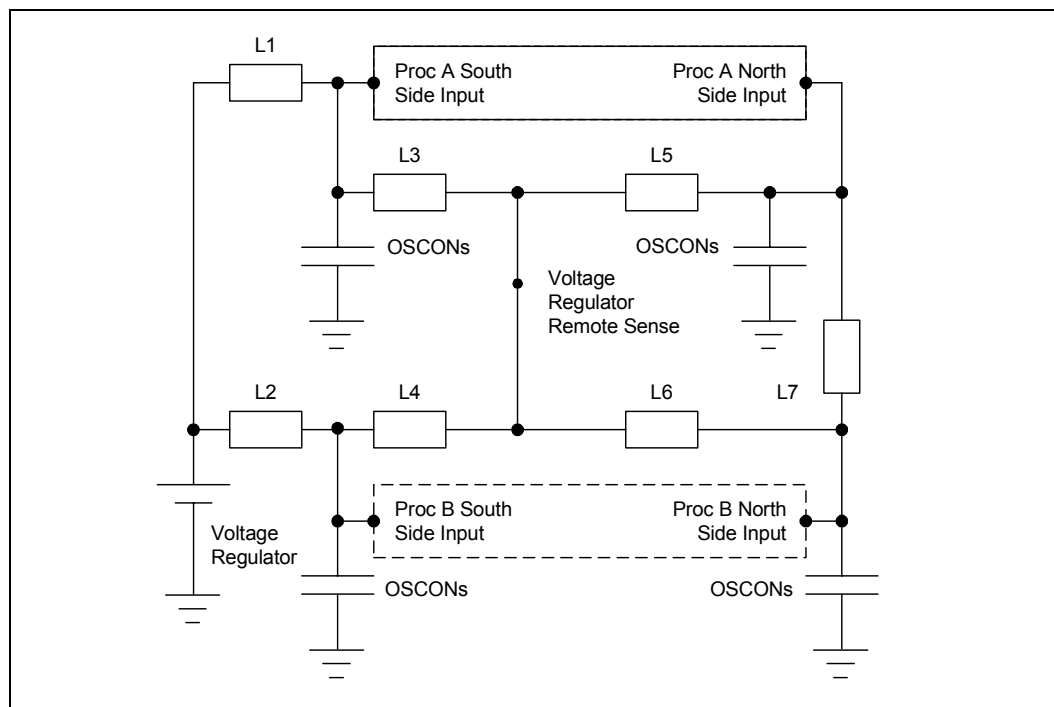 L1
Proc A South
Side Input
Proc A North
Side Input
L3
L5
OSCONs
OSCONs
Voltage
Regulator
Remote Sense
L2
L4
L6
L7
Proc B South
Side Input
Proc B North
Side Input
Voltage
Regulator
OSCONs
OSCONs